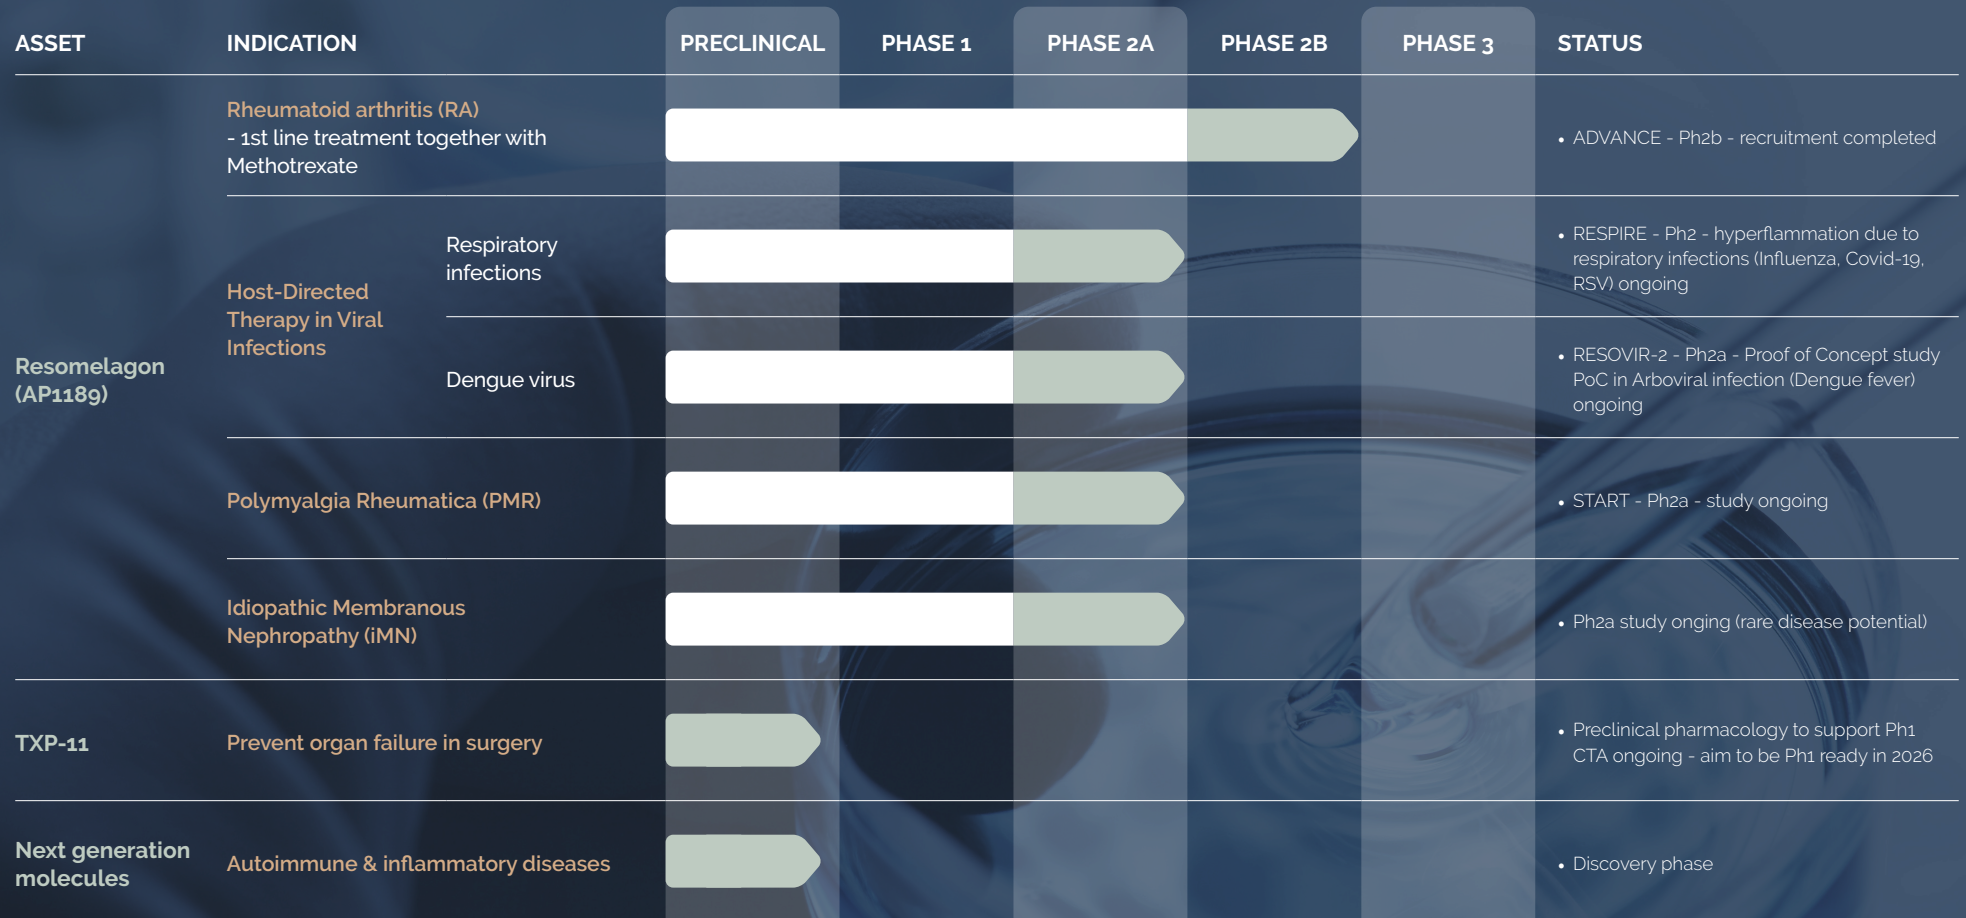 ASSET
INDICATION
PRECLINICAL
PHASE 1
PHASE 2A
PHASE 2B
PHASE 3
STATUS
Resomelagon
(AP1189)
Rheumatoid arthritis (RA)
- 1st line treatment together with
Methotrexate
• ADVANCE - Ph2b - recruitment completed
Host-Directed
Therapy in Viral
Infections
Respiratory
infections
• RESPIRE - Ph2 - hyperflammation due to
respiratory infections (Influenza, Covid-19,
RSV) ongoing
Dengue virus
• RESOVIR-2 - Ph2a - Proof of Concept study
PoC in Arboviral infection (Dengue fever)
ongoing
Polymyalgia Rheumatica (PMR)
• START - Ph2a - study ongoing
Idiopathic Membranous
Nephropathy (iMN)
• Ph2a study onging (rare disease potential)
TXP-11
Prevent organ failure in surgery
• Preclinical pharmacology to support Ph1
CTA ongoing - aim to be Ph1 ready in 2026
Next generation
molecules
Autoimmune & inflammatory diseases
• Discovery phase